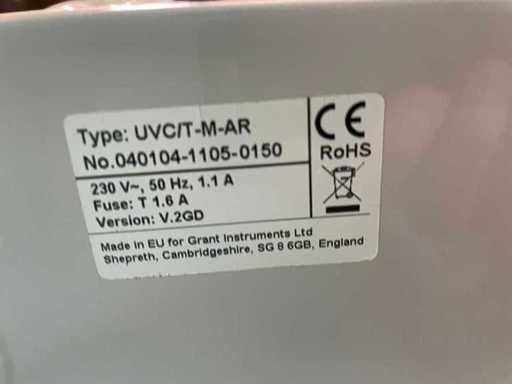 Type: UVC/T-M-AR
No.040104-1105-0150
230 V~, 50 Hz, 1.1 A
Fuse: T 1.6 A
Version: V.2GD
CE
RoHS
Made in EU for Grant Instruments Ltd
Shepreth, Cambridgeshire, SG 8 6GB, England